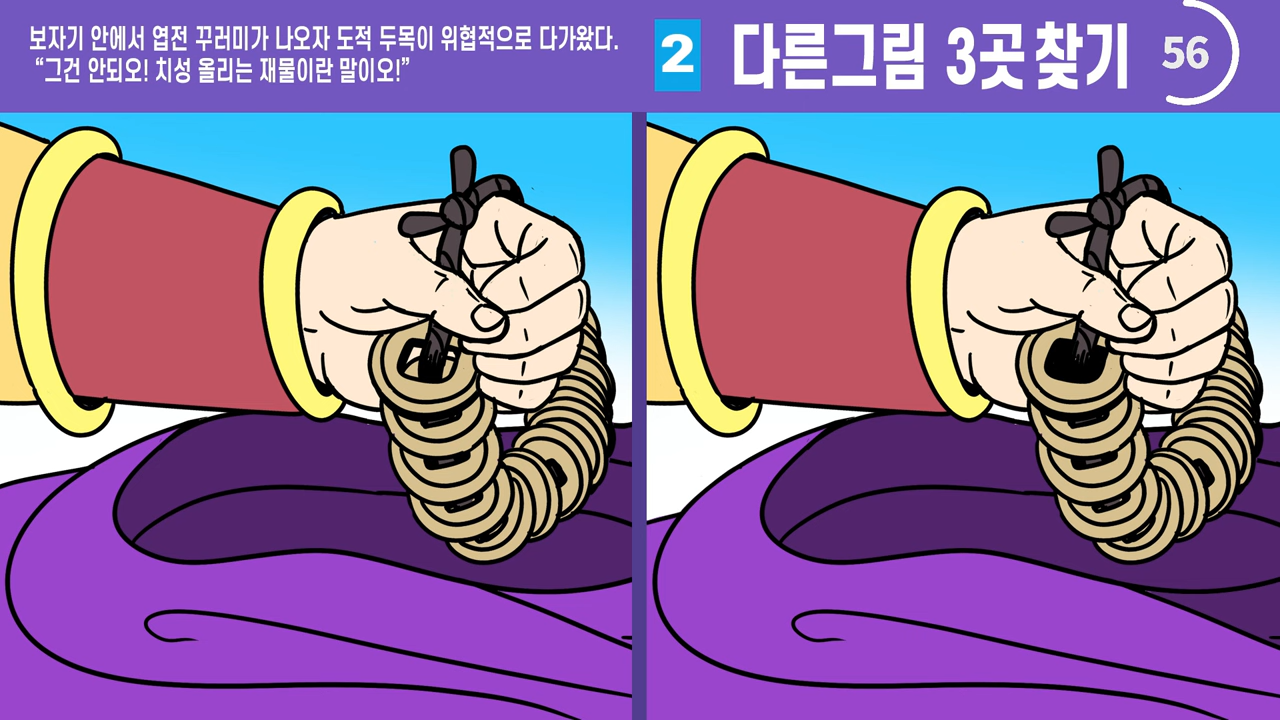 보자기 안에서 엽전 꾸러미가 나오자 도적 두목이 위협적으로 다가왔다.
“그건 안되오! 치성 올리는 재물이란 말이오!”
2 다른그림 3곳 찾기 56